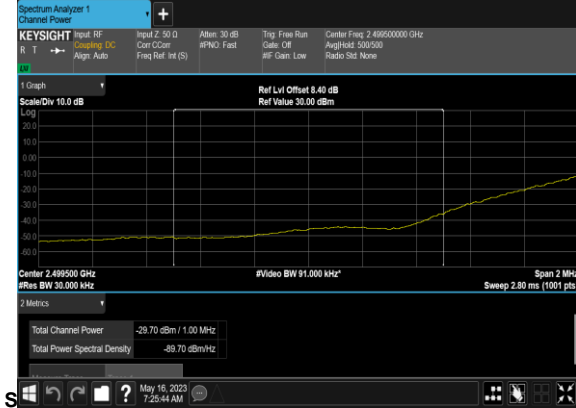 Spectrum Analyzer 1
Channel Power
+
KEYSIGHT
R T
LW
Input: RF
Coupling: DC
Align: Auto
Input Z: 50 Ω
Corr CCorr
Freq Ref: Int (S)
Atten: 30 dB
#PNO: Fast
Trig: Free Run
Gate: Off
#IF Gain: Low
Center Freq: 2.499500000 GHz
Avg|Hold: 500/500
Radio Std: None
1 Graph
Scale/Div 10.0 dB
Ref Lvl Offset 8.40 dB
Ref Value 30.00 dBm
Log
20.0
10.0
0.00
-10.0
-20.0
-30.0
-40.0
-50.0
-60.0
Center 2.499500 GHz
#Res BW 30.000 kHz
#Video BW 91.000 kHz*
Span 2 MHz
Sweep 2.80 ms (1001 pts
2 Metrics
Total Channel Power -29.70 dBm / 1.00 MHz
Total Power Spectral Density -89.70 dBm/Hz
S
?
May 16, 2023
7:25:44 AM